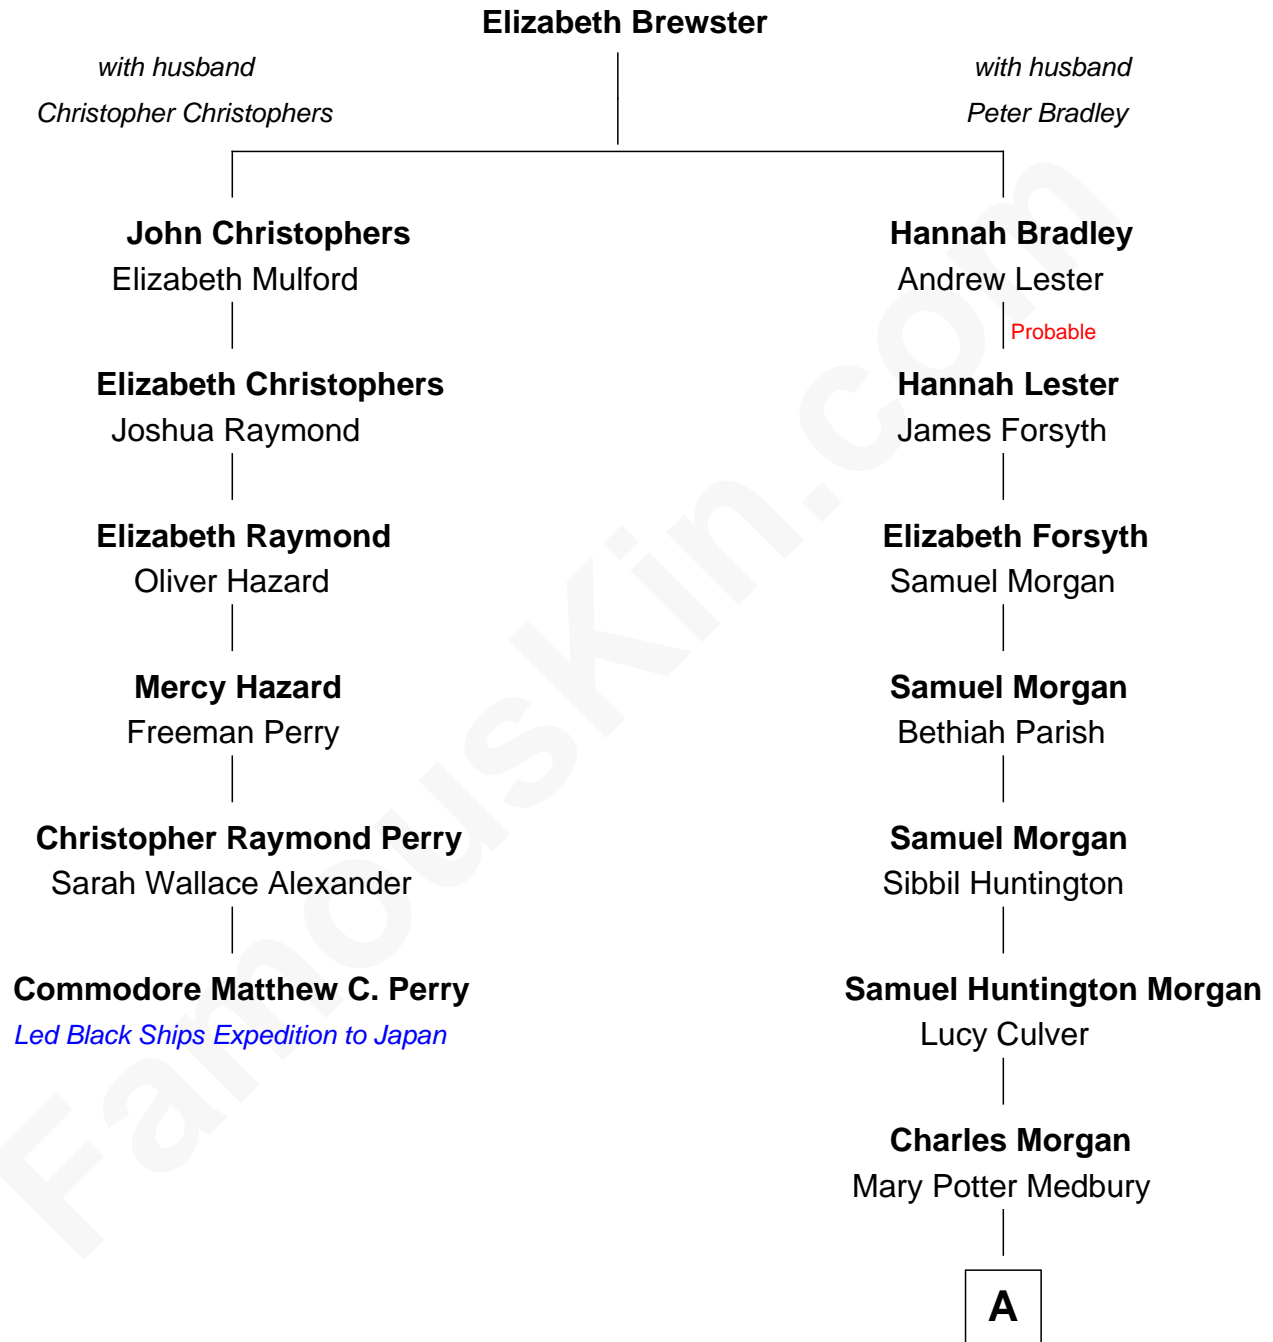 Elizabeth Brewster
with husband
Christopher Christophers
with husband
Peter Bradley
John Christophers
Elizabeth Mulford
Elizabeth Christophers
Joshua Raymond
Elizabeth Raymond
Oliver Hazard
Mercy Hazard
Freeman Perry
Christopher Raymond Perry
Sarah Wallace Alexander
Commodore Matthew C. Perry
Led Black Ships Expedition to Japan
Hannah Bradley
Andrew Lester
Probable
Hannah Lester
James Forsyth
Elizabeth Forsyth
Samuel Morgan
Samuel Morgan
Bethiah Parish
Samuel Morgan
Sibbil Huntington
Samuel Huntington Morgan
Lucy Culver
Charles Morgan
Mary Potter Medbury
A
FamousKin.com